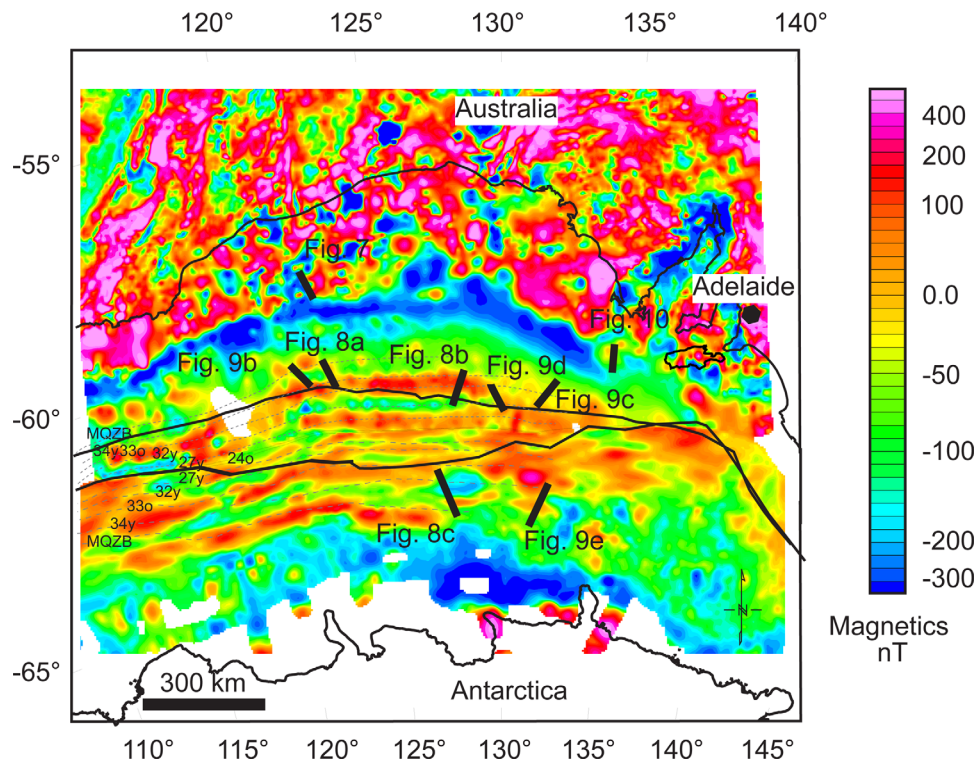 120° 125° 130° 135° 140°
Australia
-55°
400
200
100
Fig. 7
Adelaide
0.0
Fig. 10
Fig. 9b Fig. 8a Fig. 8b Fig. 9d
-50
Fig. 9c
-60°
MQZB
-100
34y33o 32y 27y 24o
27y
32y
33o
34y
Fig. 8c Fig. 9e
MQZB
-200
-300
N
Magnetics
nT
-65°
300 km Antarctica
110° 115° 120° 125° 130° 135° 140° 145°